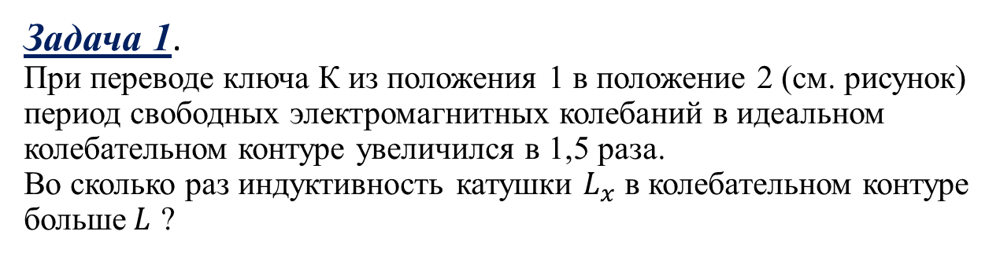 Задача 1.
При переводе ключа К из положения 1 в положение 2 (см. рисунок)
период свободных электромагнитных колебаний в идеальном
колебательном контуре увеличился в 1,5 раза.
Во сколько раз индуктивность катушки Lₓ в колебательном контуре
больше L ?